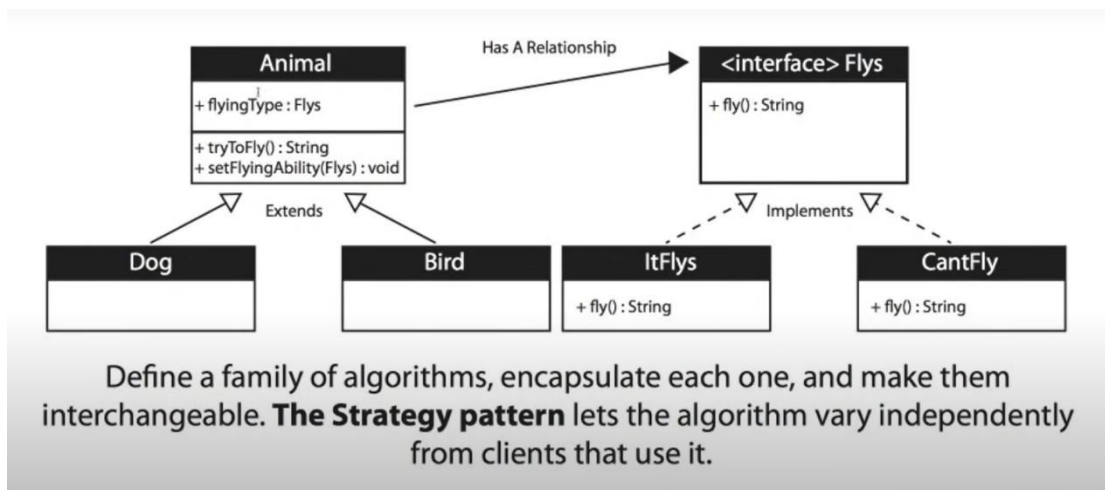 Has A Relationship
Animal
+ flyingType : Flys
+ tryToFly() : String
+ setFlyingAbility(Flys) : void
<interface> Flys
+ fly() : String
Extends
Implements
Dog
Bird
ItFlys
+ fly() : String
CantFly
+ fly() : String
Define a family of algorithms, encapsulate each one, and make them
interchangeable. The Strategy pattern lets the algorithm vary independently
from clients that use it.